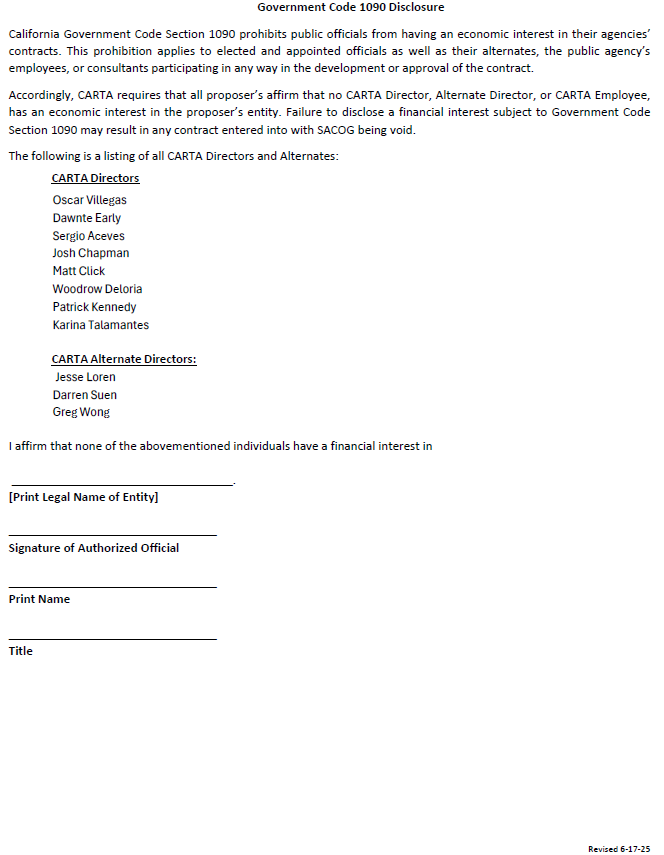 Government Code 1090 Disclosure
California Government Code Section 1090 prohibits public officials from having an economic interest in their agencies’
contracts. This prohibition applies to elected and appointed officials as well as their alternates, the public agency’s
employees, or consultants participating in any way in the development or approval of the contract.
Accordingly, CARTA requires that all proposer’s affirm that no CARTA Director, Alternate Director, or CARTA Employee,
has an economic interest in the proposer’s entity. Failure to disclose a financial interest subject to Government Code
Section 1090 may result in any contract entered into with SACOG being void.
The following is a listing of all CARTA Directors and Alternates:
CARTA Directors
Oscar Villegas
Dawnte Early
Sergio Aceves
Josh Chapman
Matt Click
Woodrow Deloria
Patrick Kennedy
Karina Talamantes
CARTA Alternate Directors:
Jesse Loren
Darren Suen
Greg Wong
I affirm that none of the abovementioned individuals have a financial interest in
___________________________________.
[Print Legal Name of Entity]
_________________________________
Signature of Authorized Official
_________________________________
Print Name
_________________________________
Title
Revised 6-17-25